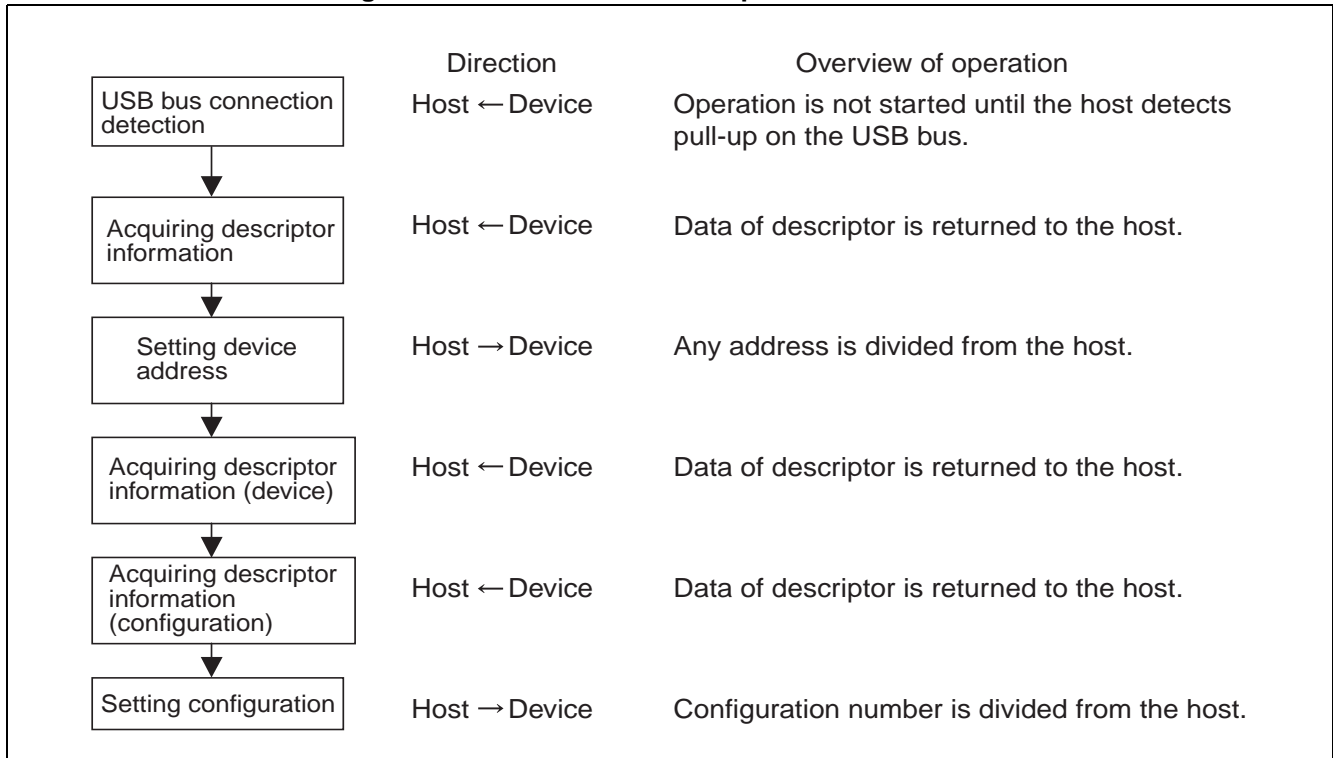 Direction Overview of operation
USB bus connection
detection
Host ← Device
Operation is not started until the host detects
pull-up on the USB bus.
Acquiring descriptor
information
Host ← Device
Data of descriptor is returned to the host.
Setting device
address
Host → Device
Any address is divided from the host.
Acquiring descriptor
information (device)
Host ← Device
Data of descriptor is returned to the host.
Acquiring descriptor
information
(configuration)
Host ← Device
Data of descriptor is returned to the host.
Setting configuration
Host → Device
Configuration number is divided from the host.